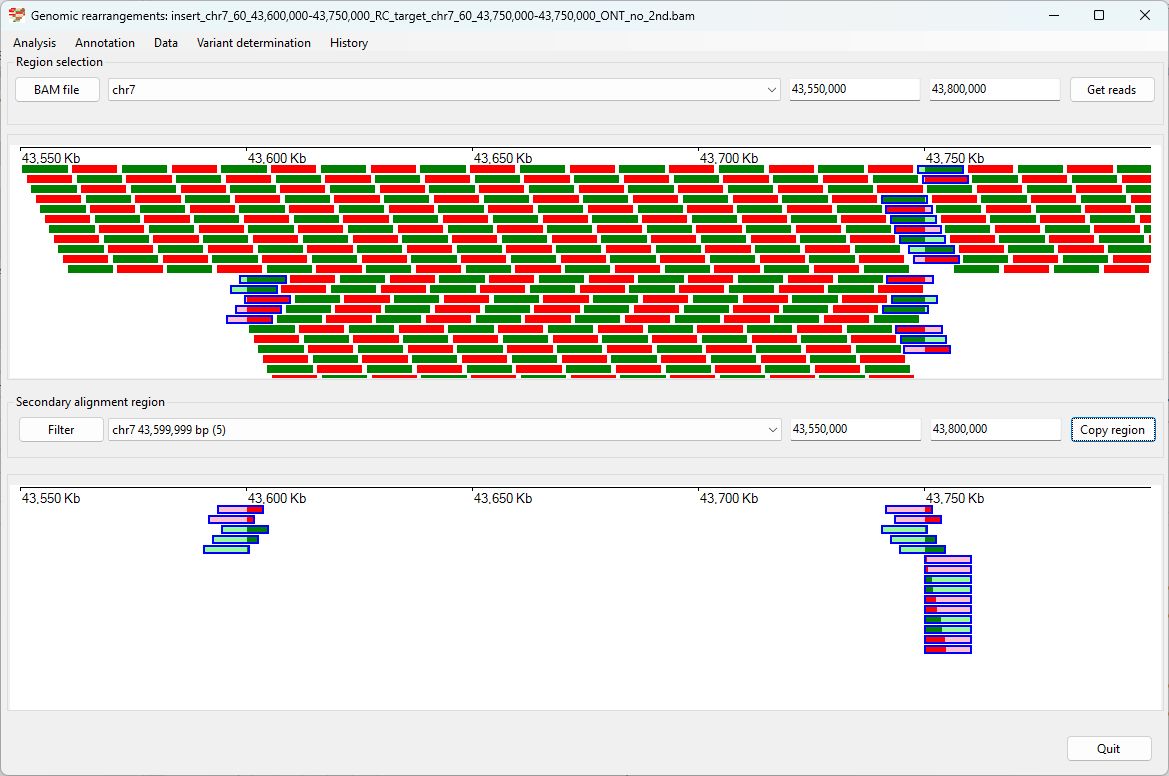 Genomic rearrangements: insert_chr7_60_43,600,000-43,750,000_RC_target_chr7_60_43,750,000-43,750,000_ONT_no_2nd.bam
Analysis Annotation Data Variant determination History
Region selection
BAM file chr7 43,550,000 43,800,000 Get reads
43,550 Kb 43,600 Kb 43,650 Kb 43,700 Kb 43,750 Kb
Secondary alignment region
Filter chr7 43,599,999 bp (5) 43,550,000 43,800,000 Copy region
43,550 Kb 43,600 Kb 43,650 Kb 43,700 Kb 43,750 Kb
Quit